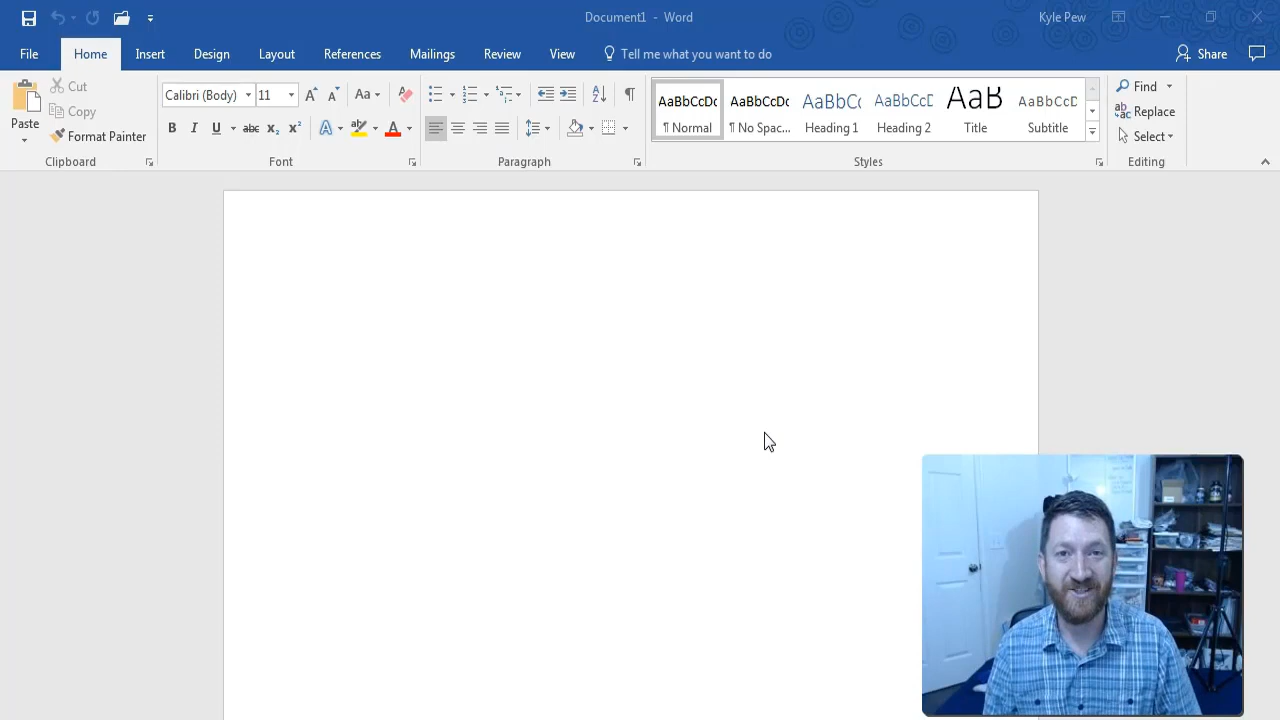 Document1 - Word
Kyle Pew
File Home Insert Design Layout References Mailings Review View Tell me what you want to do Share
Paste
Cut
Copy
Format Painter
Clipboard
Calibri (Body) 11 Aa
B I U abc x₂ x² A ab A
Font
Paragraph
AaBbCcDc AaBbCcDc AaBbCc AaBbCcD AaB AaBbCcD
¶ Normal ¶ No Spac... Heading 1 Heading 2 Title Subtitle
Styles
Find
Replace
Select
Editing